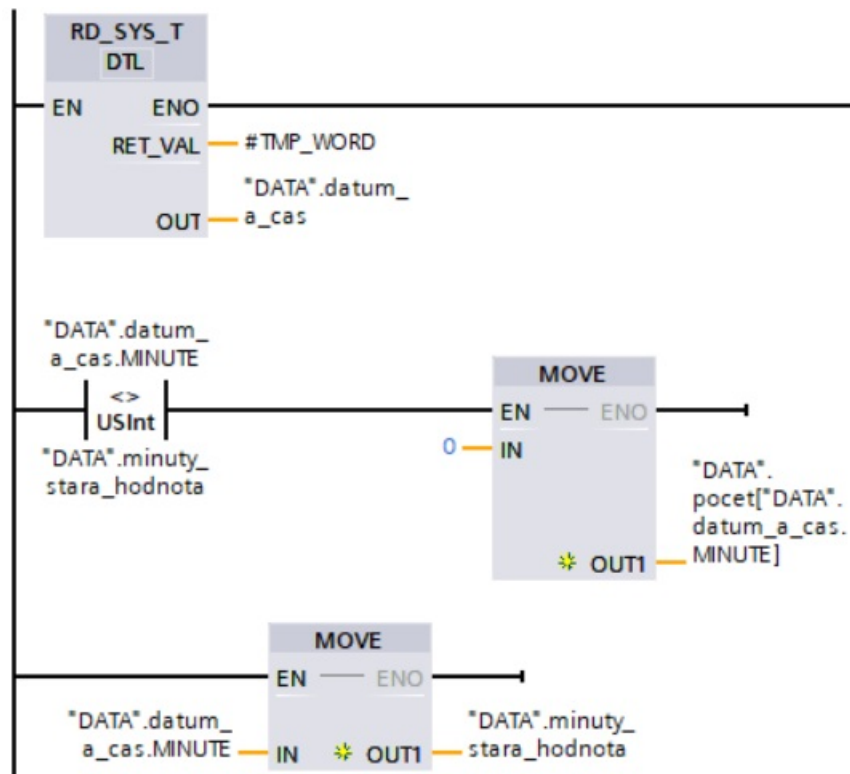 RD_SYS_T
DTL
EN ENO
RET_VAL #TMP_WORD
"DATA".datum_
OUT a_cas
"DATA".datum_
a_cas.MINUTE
<>
USInt
"DATA".minuty_
stara_hodnota
MOVE
EN ENO
0 IN
OUT1
"DATA".
pocet["DATA".
datum_a_cas.
MINUTE]
MOVE
EN ENO
"DATA".datum_
a_cas.MINUTE
IN OUT1
"DATA".minuty_
stara_hodnota